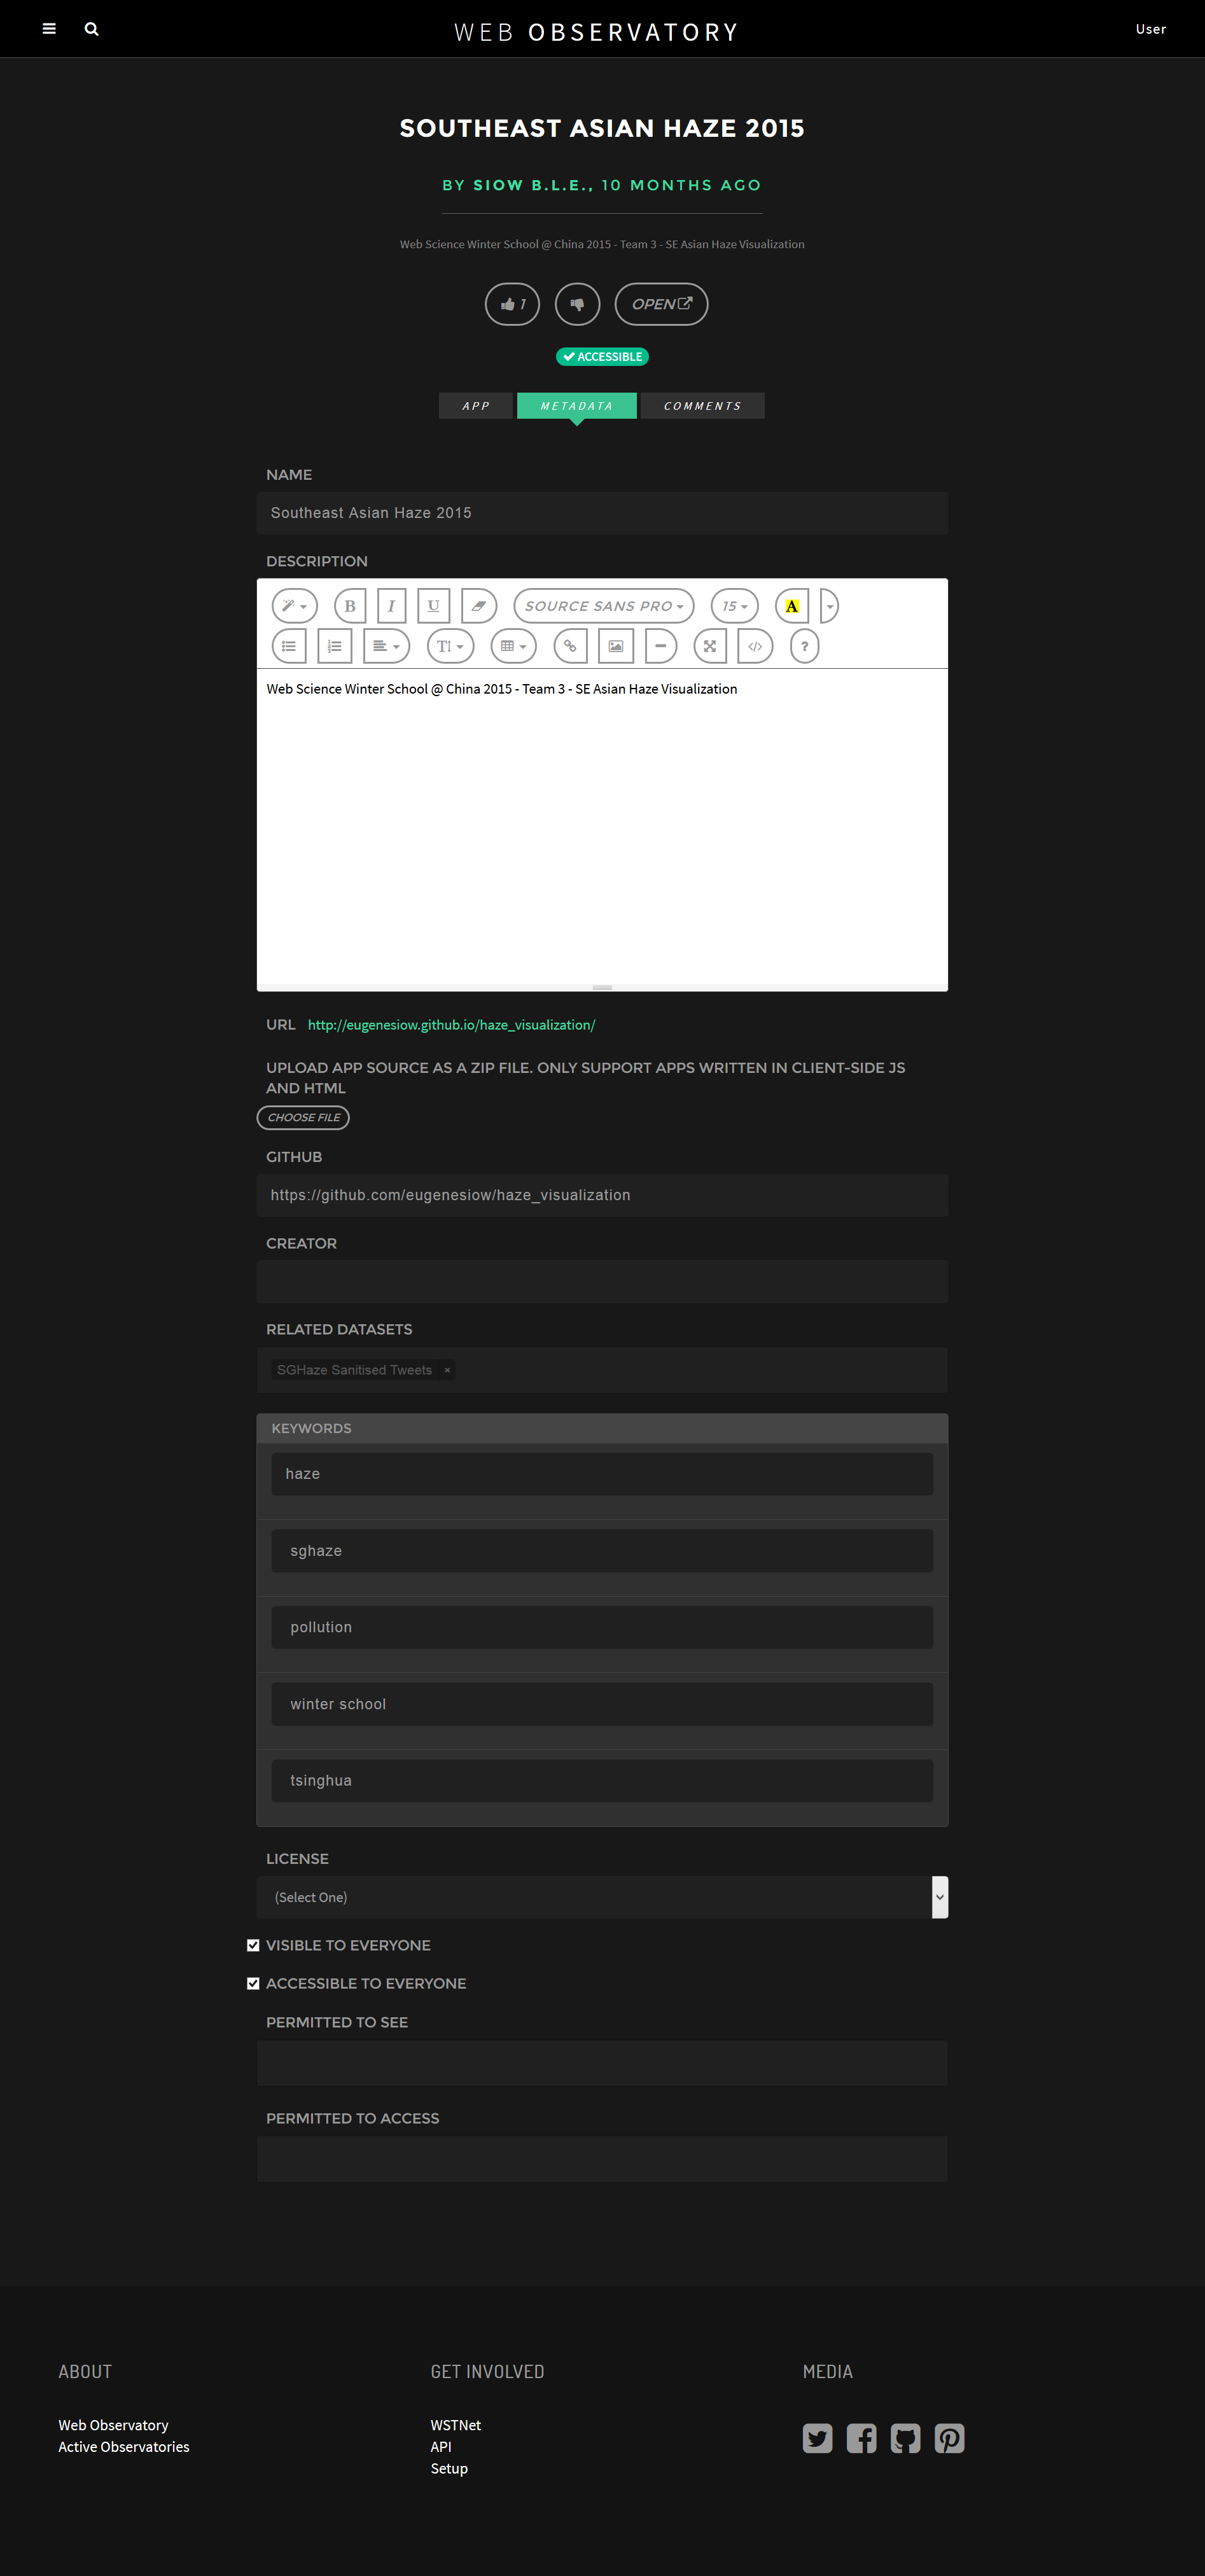 WEB OBSERVATORY
User
SOUTHEAST ASIAN HAZE 2015
BY SIOW B.L.E., 10 MONTHS AGO
Web Science Winter School @ China 2015 - Team 3 - SE Asian Haze Visualization
1
OPEN
ACCESSIBLE
APP METADATA COMMENTS
NAME
Southeast Asian Haze 2015
DESCRIPTION
B I U SOURCE SANS PRO 15 A
T </> ?
Web Science Winter School @ China 2015 - Team 3 - SE Asian Haze Visualization
URL http://eugenesiow.github.io/haze_visualization/
UPLOAD APP SOURCE AS A ZIP FILE. ONLY SUPPORT APPS WRITTEN IN CLIENT-SIDE JS
AND HTML
CHOOSE FILE
GITHUB
https://github.com/eugenesiow/haze_visualization
CREATOR
RELATED DATASETS
SGHaze Sanitised Tweets ×
KEYWORDS
haze
sghaze
pollution
winter school
tsinghua
LICENSE
(Select One)
VISIBLE TO EVERYONE
ACCESSIBLE TO EVERYONE
PERMITTED TO SEE
PERMITTED TO ACCESS
ABOUT
Web Observatory
Active Observatories
GET INVOLVED
WSTNet
API
Setup
MEDIA